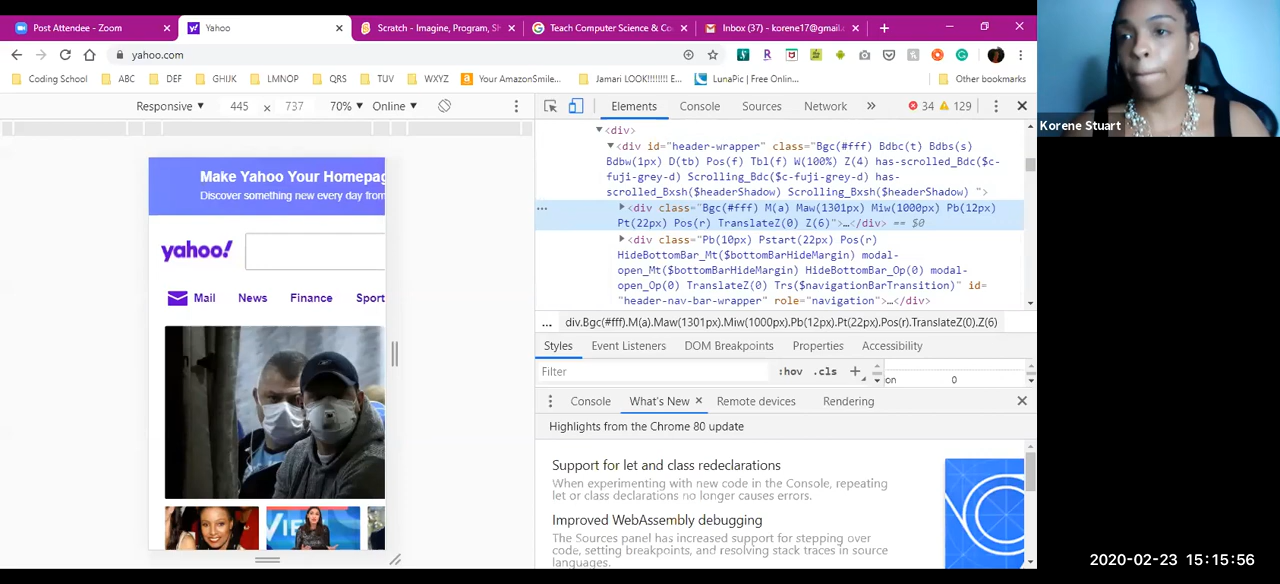 Post Attendee - Zoom
Yahoo
Scratch - Imagine, Program, Sh
Teach Computer Science & Co
Inbox (37) - korene17@gmail.c
yahoo.com
Coding School
ABC
DEF
GHIJK
LMNOP
QRS
TUV
WXYZ
Your AmazonSmile...
Jamari LOOK!!!!!!!! E...
LunaPic | Free Onlin...
Other bookmarks
Responsive 445 x 737 70% Online
Elements Console Sources Network » 34 129
<div>
<div id="header-wrapper" class="Bgc(#fff) Bdbc(t) Bdbs(s)
Bdbw(1px) D(tb) Pos(f) Tbl(f) W(100%) Z(4) has-scrolled_Bdc($c-
fuji-grey-d) Scrolling_Bdc($c-fuji-grey-d) has-
scrolled_Bxsh($headerShadow) Scrolling_Bxsh($headerShadow) ">
... <div class="Bgc(#fff) M(a) Maw(1301px) Miw(1000px) Pb(12px)
Pt(22px) Pos(r) TranslateZ(0) Z(6)">…</div> == $0
<div class="Pb(10px) Pstart(22px) Pos(r)
HideBottomBar_Mt($bottomBarHideMargin) modal-
open_Mt($bottomBarHideMargin) HideBottomBar_Op(0) modal-
open_Op(0) TranslateZ(0) Trs($navigationBarTransition)" id=
"header-nav-bar-wrapper" role="navigation">…</div>
... div.Bgc(#fff).M(a).Maw(1301px).Miw(1000px).Pb(12px).Pt(22px).Pos(r).TranslateZ(0).Z(6)
Styles Event Listeners DOM Breakpoints Properties Accessibility
Filter :hov .cls + on 0
Console What's New × Remote devices Rendering
Highlights from the Chrome 80 update
Support for let and class redeclarations
When experimenting with new code in the Console, repeating
let or class declarations no longer causes errors.
Improved WebAssembly debugging
The Sources panel has increased support for stepping over
code, setting breakpoints, and resolving stack traces in source
languages.
Make Yahoo Your Homepag
Discover something new every day from
yahoo!
Mail News Finance Sport
VIE
Korene Stuart
2020-02-23 15:15:56